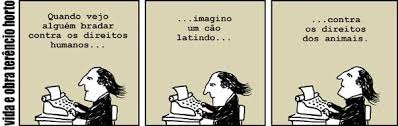 vida e obra terêncio horto
Quando vejo
alguém bradar
contra os direitos
humanos...
...imagino
um cão
latindo...
...contra
os direitos
dos animais.